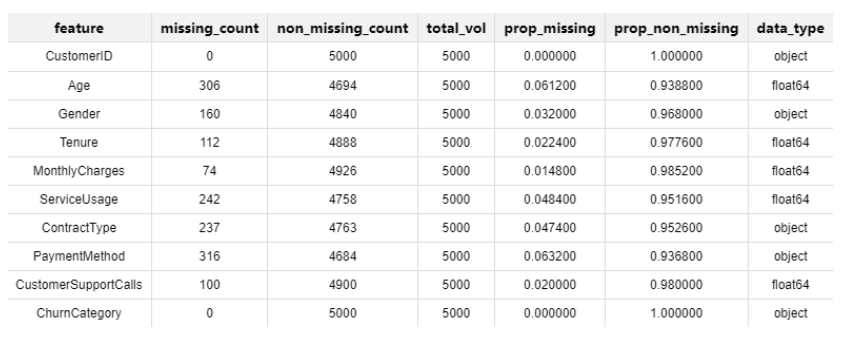 feature missing_count non_missing_count total_vol prop_missing prop_non_missing data_type
CustomerID 0 5000 5000 0.000000 1.000000 object
Age 306 4694 5000 0.061200 0.938800 float64
Gender 160 4840 5000 0.032000 0.968000 object
Tenure 112 4888 5000 0.022400 0.977600 float64
MonthlyCharges 74 4926 5000 0.014800 0.985200 float64
ServiceUsage 242 4758 5000 0.048400 0.951600 float64
ContractType 237 4763 5000 0.047400 0.952600 object
PaymentMethod 316 4684 5000 0.063200 0.936800 object
CustomerSupportCalls 100 4900 5000 0.020000 0.980000 float64
ChurnCategory 0 5000 5000 0.000000 1.000000 object